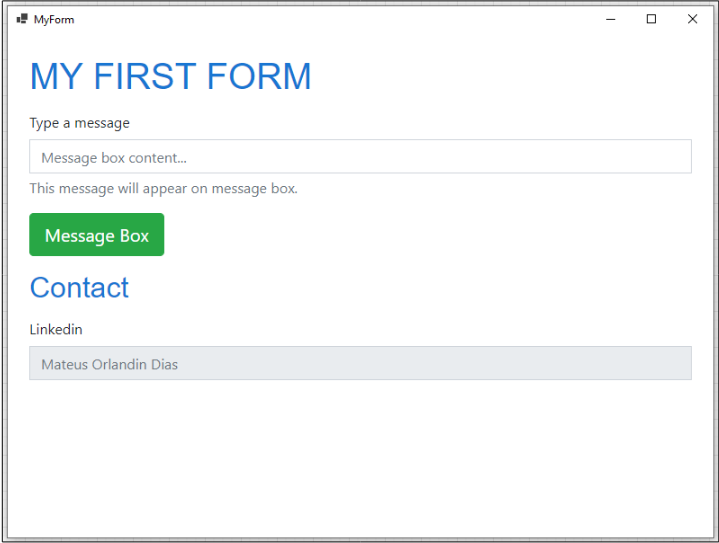 MyForm
MY FIRST FORM
Type a message
Message box content...
This message will appear on message box.
Message Box
Contact
Linkedin
Mateus Orlandin Dias